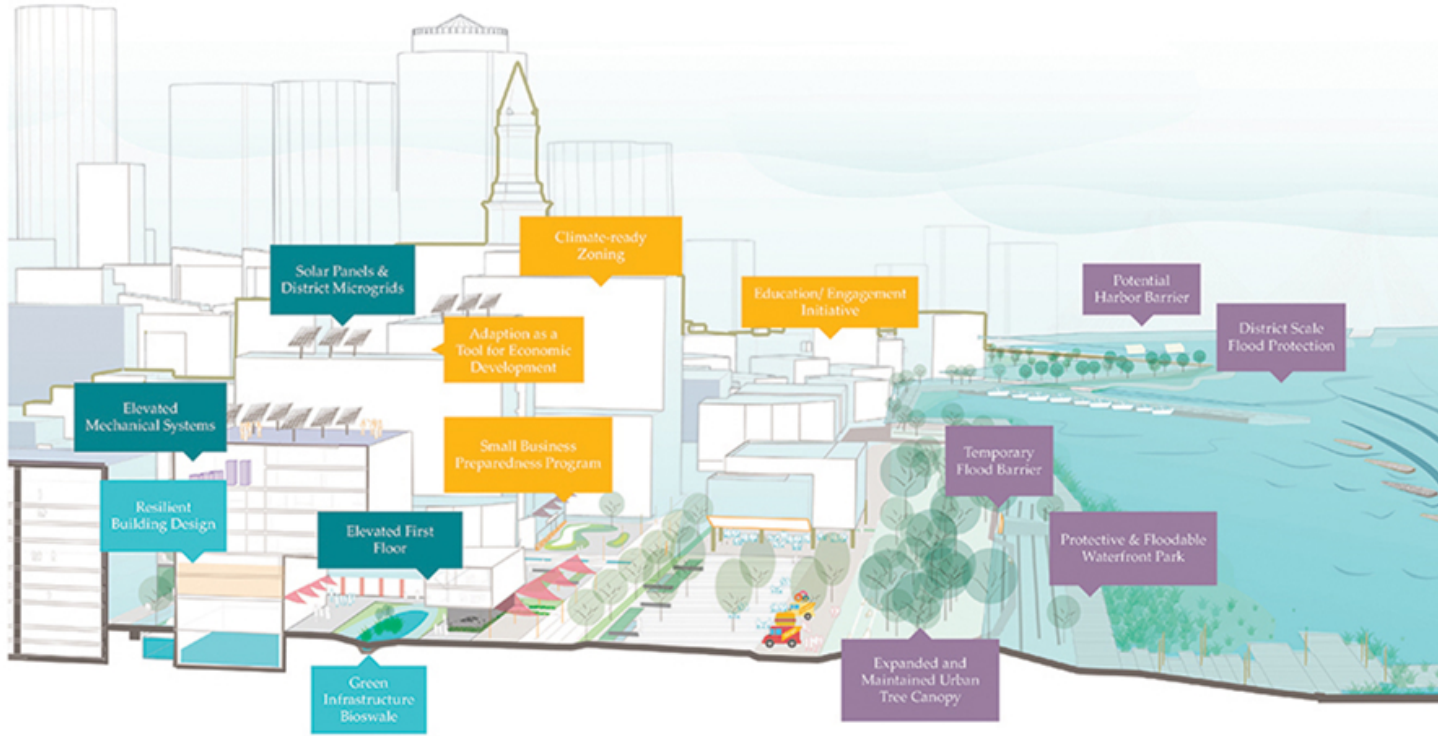 Climate-ready
Zoning
Solar Panels &
District Microgrids
Potential
Harbor Barrier
Education/ Engagement
Initiative
District Scale
Flood Protection
Adaption as a
Tool for Economic
Development
Elevated
Mechanical Systems
Small Business
Preparedness Program
Temporary
Flood Barrier
Resilient
Building Design
Elevated First
Floor
Protective & Floodable
Waterfront Park
Expanded and
Maintained Urban
Tree Canopy
Green
Infrastructure
Bioswale